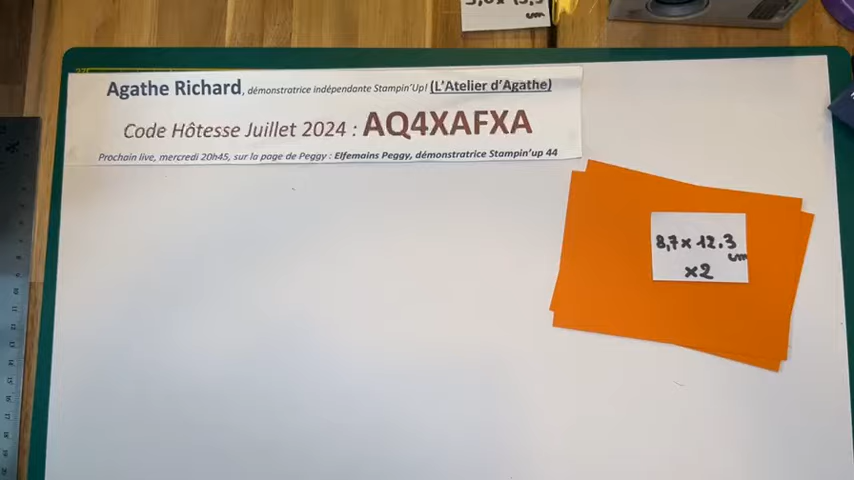 Agathe Richard, démonstratrice indépendante Stampin'Up! (L'Atelier d'Agathe)
Code Hôtesse Juillet 2024 : AQ4XAFXA
Prochain live, mercredi 20h45, sur la page de Peggy : Elfemains Peggy, démonstratrice Stampin'up 44
8,7 x 12.3
cm
x2
cm